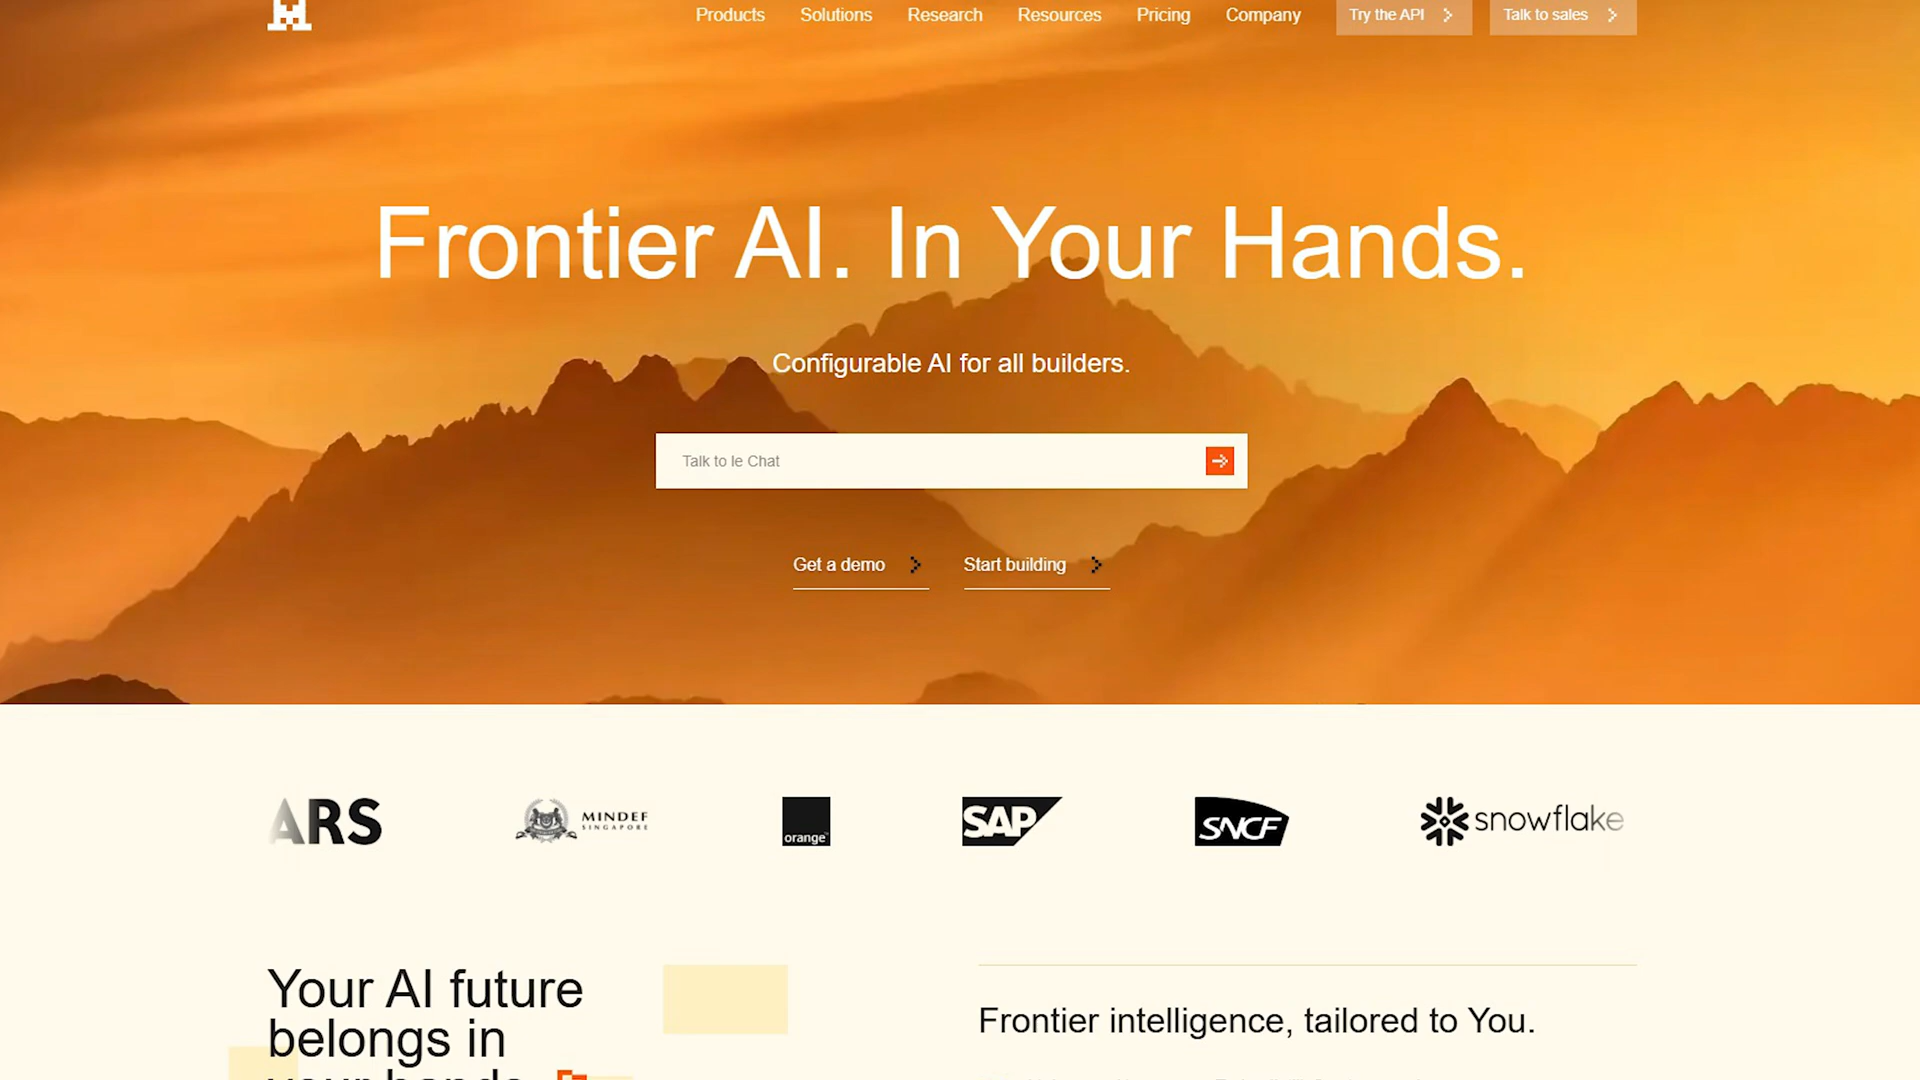 Products Solutions Research Resources Pricing Company Try the API Talk to sales
Frontier AI. In Your Hands.
Configurable AI for all builders.
Talk to le Chat
Get a demo Start building
ARS MINDEF SINGAPORE orange SAP SNCF snowflake
Your AI future
belongs in
your hands.
Frontier intelligence, tailored to You.